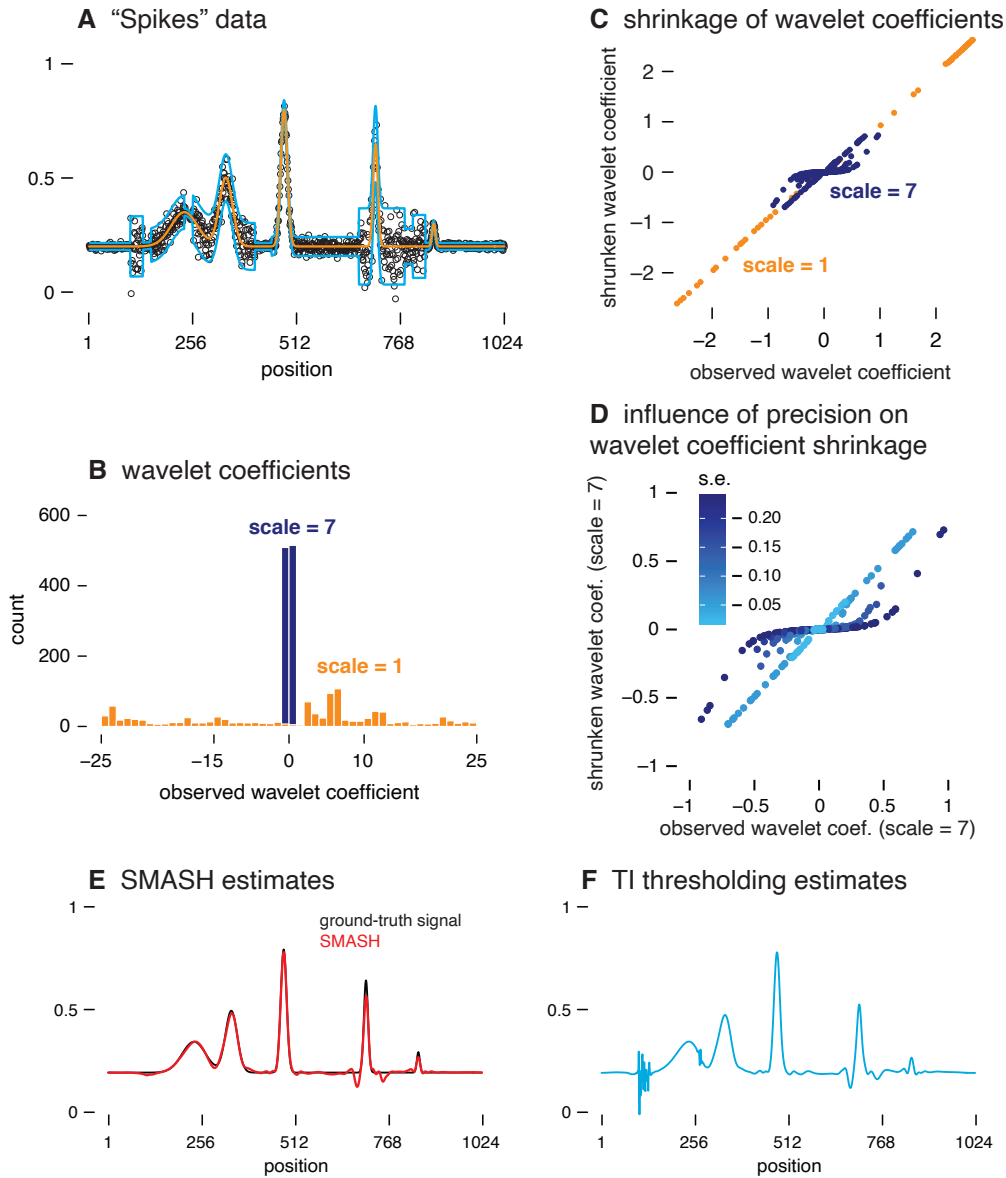 A “Spikes” data
1
0.5
0
1
256
512
768
1024
position
B wavelet coefficients
600
400
200
0
count
scale = 7
scale = 1
−25
−15
0
10
25
observed wavelet coefficient
C shrinkage of wavelet coefficients
shrunken wavelet coefficient
2
1
0
−1
−2
scale = 7
scale = 1
−2
−1
0
1
2
observed wavelet coefficient
D influence of precision on
wavelet coefficient shrinkage
shrunken wavelet coef. (scale = 7)
1
0.5
0
−0.5
−1
s.e.
0.20
0.15
0.10
0.05
−1
−0.5
0
0.5
1
observed wavelet coef. (scale = 7)
E SMASH estimates
1
0.5
0
ground-truth signal
SMASH
1
256
512
768
1024
position
F TI thresholding estimates
1
0.5
0
1
256
512
768
1024
position